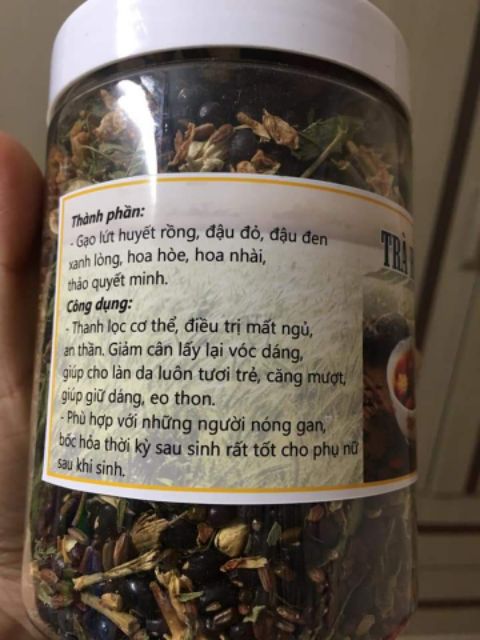 Thành phần:
- Gạo lứt huyết rồng, đậu đỏ, đậu đen
xanh lòng, hoa hòe, hoa nhài,
thảo quyết minh.
Công dụng:
- Thanh lọc cơ thể, điều trị mất ngủ,
an thần. Giảm cân lấy lại vóc dáng,
giúp cho làn da luôn tươi trẻ, căng mượt,
giúp giữ dáng, eo thon.
- Phù hợp với những người nóng gan,
bốc hỏa thời kỳ sau sinh rất tốt cho phụ nữ
sau khi sinh.
TRÀ